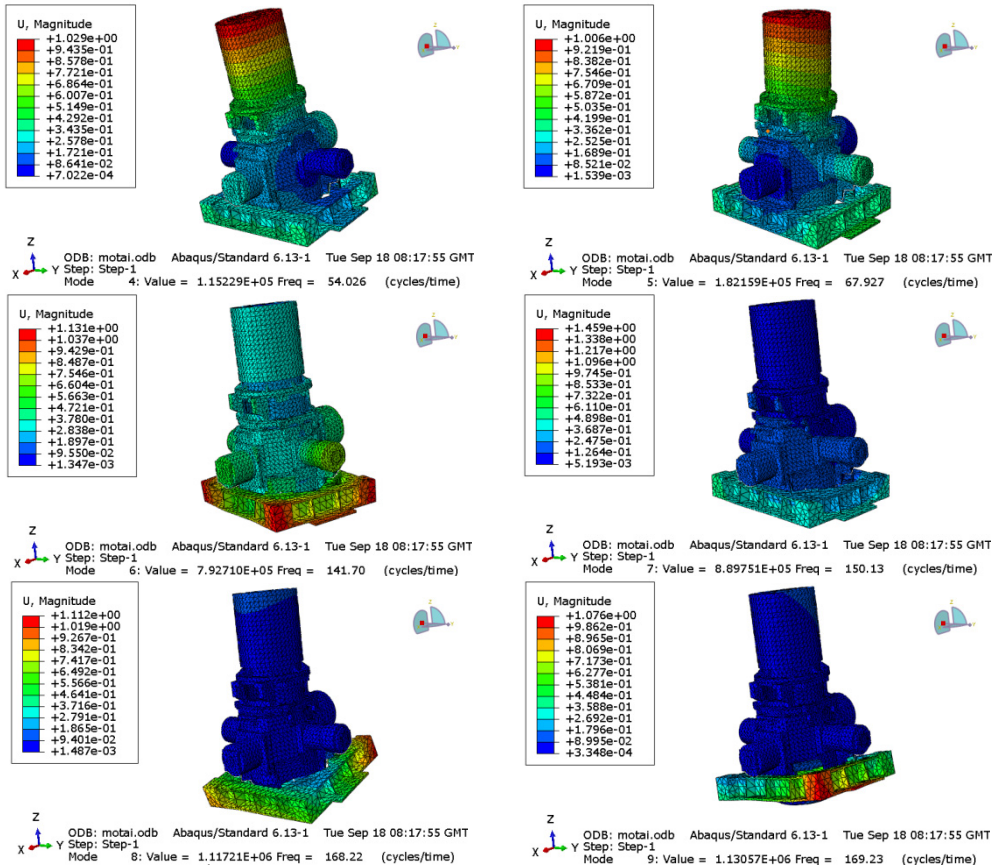 U, Magnitude
+1.029e+00
+9.435e-01
+8.578e-01
+7.721e-01
+6.864e-01
+6.007e-01
+5.149e-01
+4.292e-01
+3.435e-01
+2.578e-01
+1.721e-01
+8.641e-02
+7.022e-04
Z
X
Y
ODB: motai.odb Abaqus/Standard 6.13-1 Tue Sep 18 08:17:55 GMT
Step: Step-1
Mode 4: Value = 1.15229E+05 Freq = 54.026 (cycles/time)
U, Magnitude
+1.006e+00
+9.219e-01
+8.382e-01
+7.546e-01
+6.709e-01
+5.872e-01
+5.035e-01
+4.199e-01
+3.362e-01
+2.525e-01
+1.689e-01
+8.521e-02
+1.539e-03
Z
X
Y
ODB: motai.odb Abaqus/Standard 6.13-1 Tue Sep 18 08:17:55 GMT
Step: Step-1
Mode 5: Value = 1.82159E+05 Freq = 67.927 (cycles/time)
U, Magnitude
+1.131e+00
+1.037e+00
+9.429e-01
+8.487e-01
+7.546e-01
+6.604e-01
+5.663e-01
+4.721e-01
+3.780e-01
+2.838e-01
+1.897e-01
+9.550e-02
+1.347e-03
Z
X
Y
ODB: motai.odb Abaqus/Standard 6.13-1 Tue Sep 18 08:17:55 GMT
Step: Step-1
Mode 6: Value = 7.92710E+05 Freq = 141.70 (cycles/time)
U, Magnitude
+1.459e+00
+1.338e+00
+1.217e+00
+1.096e+00
+9.745e-01
+8.533e-01
+7.322e-01
+6.110e-01
+4.898e-01
+3.687e-01
+2.475e-01
+1.264e-01
+5.193e-03
Z
X
Y
ODB: motai.odb Abaqus/Standard 6.13-1 Tue Sep 18 08:17:55 GMT
Step: Step-1
Mode 7: Value = 8.89751E+05 Freq = 150.13 (cycles/time)
U, Magnitude
+1.112e+00
+1.019e+00
+9.267e-01
+8.342e-01
+7.417e-01
+6.492e-01
+5.566e-01
+4.641e-01
+3.716e-01
+2.791e-01
+1.865e-01
+9.401e-02
+1.487e-03
Z
X
Y
ODB: motai.odb Abaqus/Standard 6.13-1 Tue Sep 18 08:17:55 GMT
Step: Step-1
Mode 8: Value = 1.11721E+06 Freq = 168.22 (cycles/time)
U, Magnitude
+1.076e+00
+9.862e-01
+8.965e-01
+8.069e-01
+7.173e-01
+6.277e-01
+5.381e-01
+4.484e-01
+3.588e-01
+2.692e-01
+1.796e-01
+8.995e-02
+3.348e-04
Z
X
Y
ODB: motai.odb Abaqus/Standard 6.13-1 Tue Sep 18 08:17:55 GMT
Step: Step-1
Mode 9: Value = 1.13057E+06 Freq = 169.23 (cycles/time)